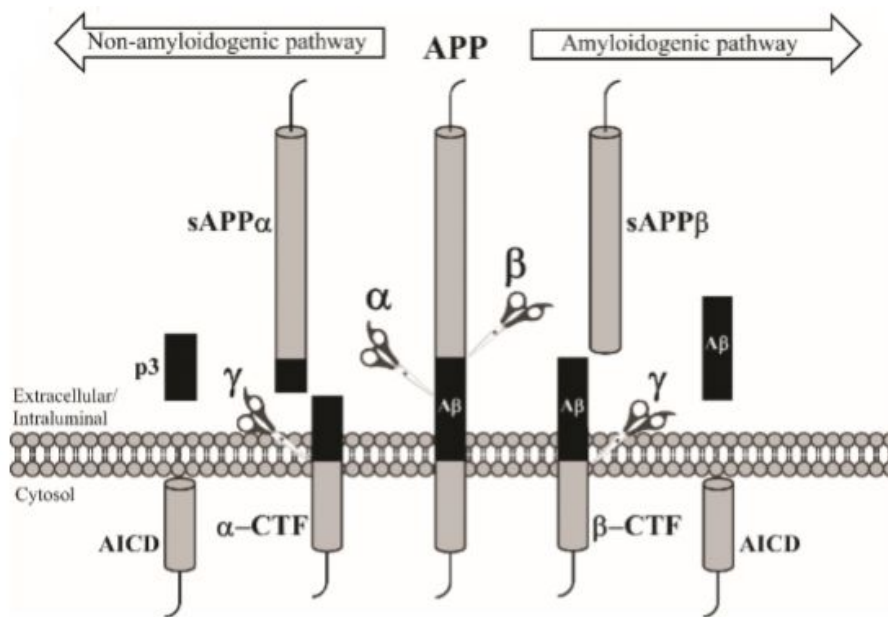 Non-amyloidogenic pathway
APP
Amyloidogenic pathway
sAPPα
sAPPβ
α
β
p3
Aβ
γ
Aβ
Aβ
γ
Extracellular/
Intraluminal
Cytosol
AICD
α–CTF
β–CTF
AICD